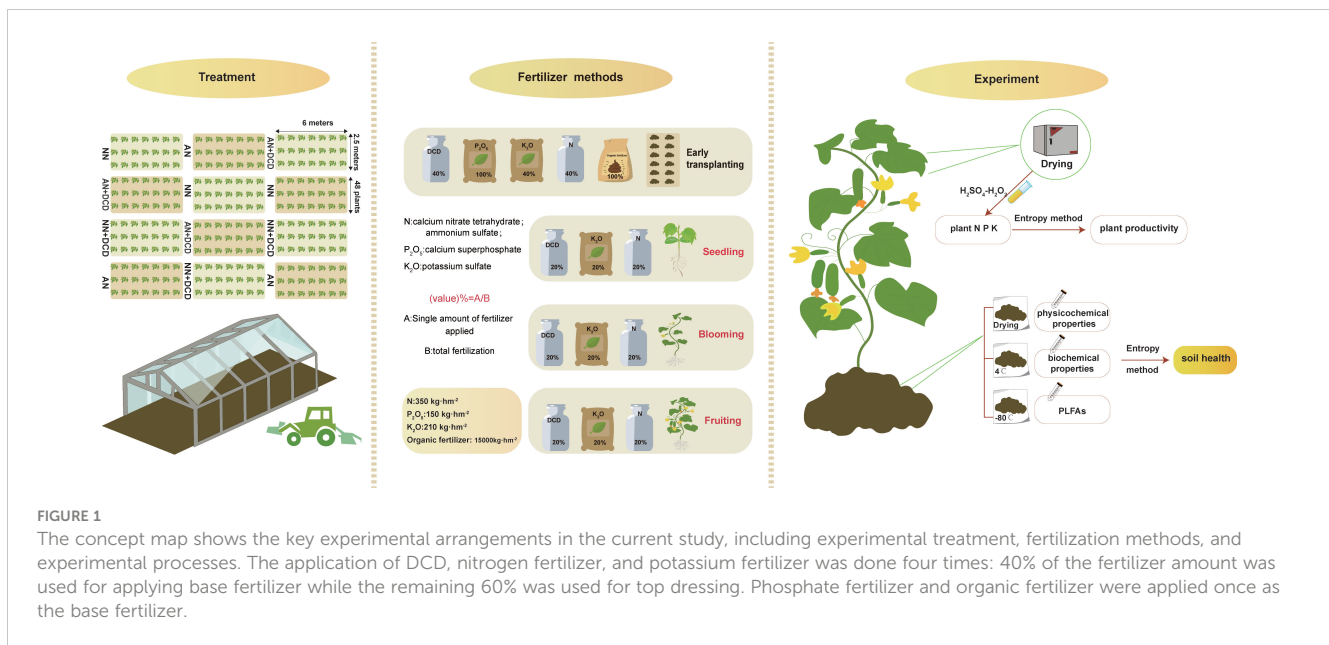 Treatment
6 meters
2.5 meters
48 plants
NN
AN
AN+DCD
AN+DCD
NN
NN
NN+DCD
AN+DCD
NN+DCD
AN
NN+DCD
AN
Fertilizer methods
DCD
40%
P₂O₅
100%
K₂O
40%
N
40%
Organic fertilizer
100%
Early
transplanting
N:calcium nitrate tetrahydrate;
ammonium sulfate;
P₂O₅:calcium superphosphate
K₂O:potassium sulfate
(value)%=A/B
A:Single amount of fertilizer
applied
B:total fertilization
DCD
20%
K₂O
20%
N
20%
Seedling
DCD
20%
K₂O
20%
N
20%
Blooming
N:350 kg·hm⁻²
P₂O₅:150 kg·hm⁻²
K₂O:210 kg·hm⁻²
Organic fertilizer: 15000kg·hm⁻²
DCD
20%
K₂O
20%
N
20%
Fruiting
Experiment
Drying
H₂SO₄-H₂O₂
plant N P K
Entropy method
plant productivity
Drying
physicochemical
properties
4℃
biochemical
properties
Entropy
method
soil health
-80℃
PLFAs
FIGURE 1
The concept map shows the key experimental arrangements in the current study, including experimental treatment, fertilization methods, and
experimental processes. The application of DCD, nitrogen fertilizer, and potassium fertilizer was done four times: 40% of the fertilizer amount was
used for applying base fertilizer while the remaining 60% was used for top dressing. Phosphate fertilizer and organic fertilizer were applied once as
the base fertilizer.